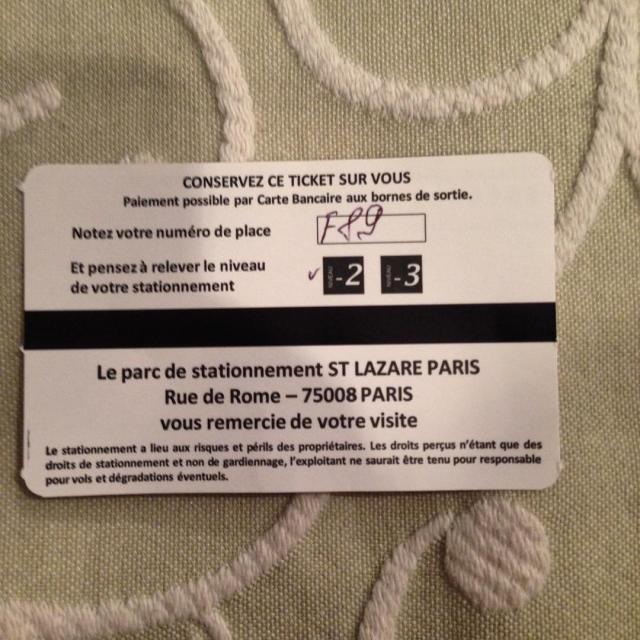 CONSERVEZ CE TICKET SUR VOUS
Paiement possible par Carte Bancaire aux bornes de sortie.
Notez votre numéro de place F89
Et pensez à relever le niveau
de votre stationnement
NIVEAU -2 NIVEAU -3
Le parc de stationnement ST LAZARE PARIS
Rue de Rome – 75008 PARIS
vous remercie de votre visite
Le stationnement a lieu aux risques et périls des propriétaires. Les droits perçus n'étant que des
droits de stationnement et non de gardiennage, l'exploitant ne saurait être tenu pour responsable
pour vols et dégradations éventuels.